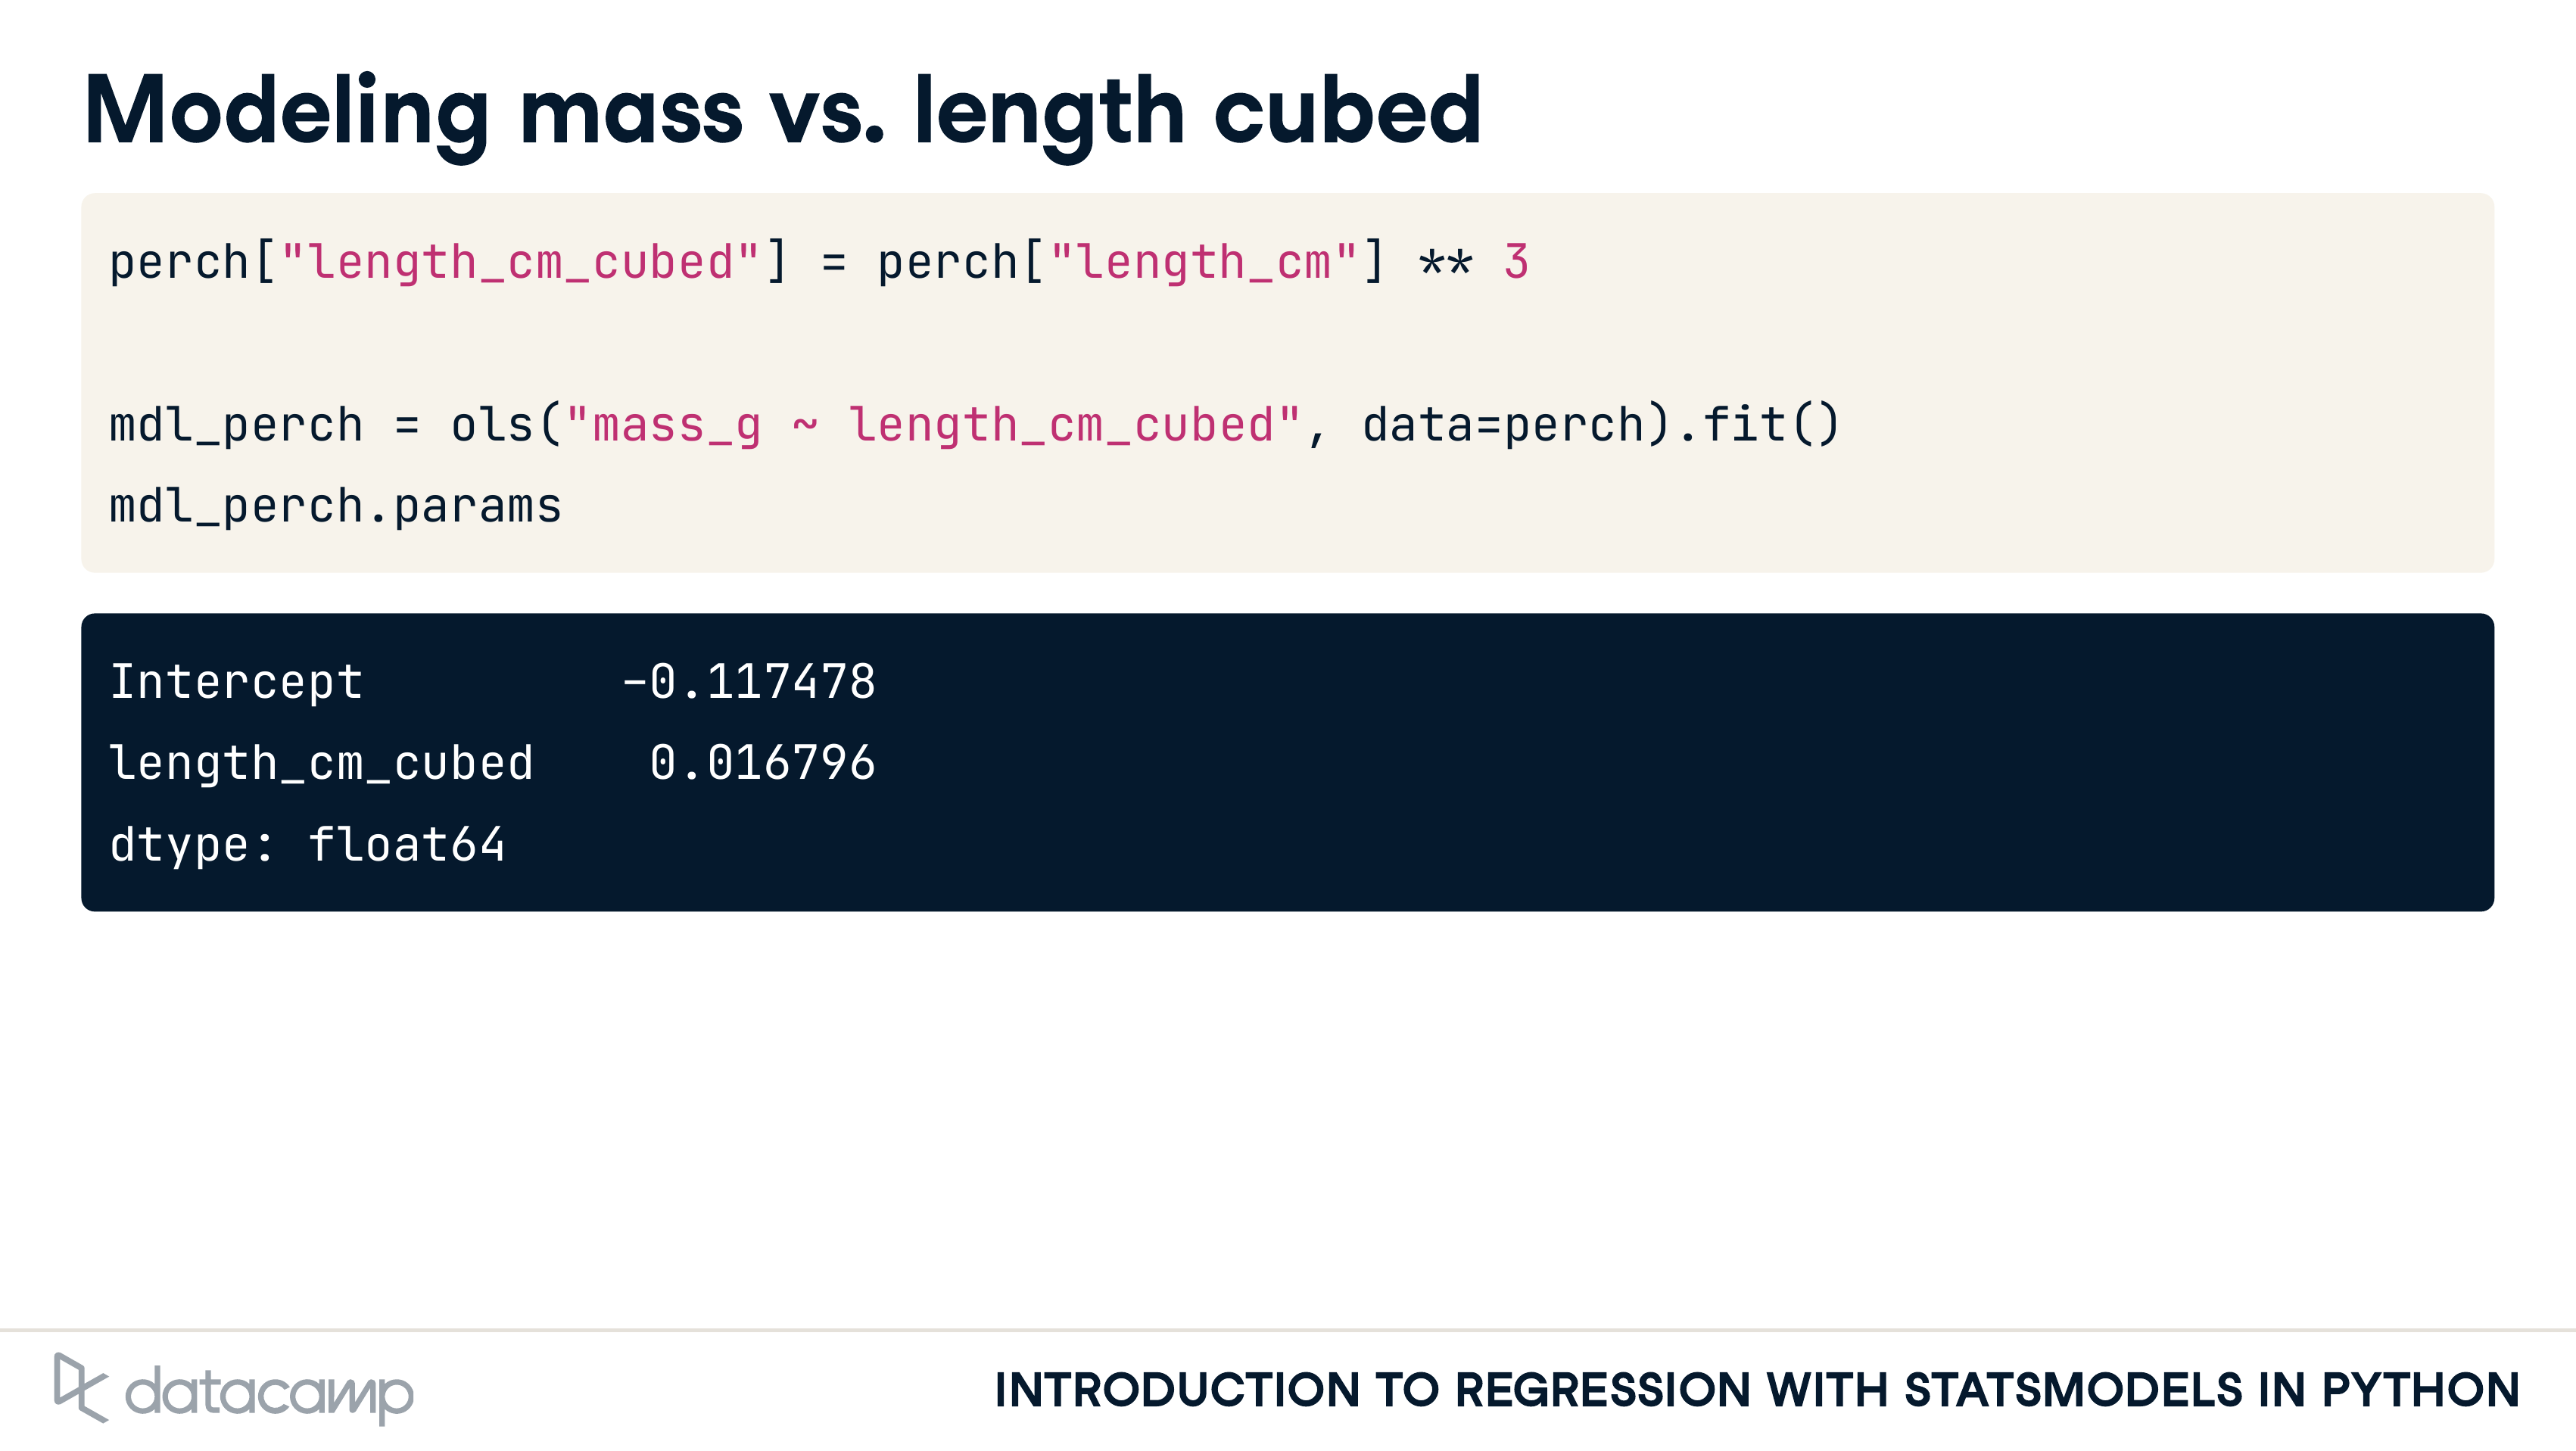 Modeling mass vs. length cubed
perch["length_cm_cubed"] = perch["length_cm"] ** 3
mdl_perch = ols("mass_g ~ length_cm_cubed", data=perch).fit()
mdl_perch.params
Intercept         -0.117478
length_cm_cubed    0.016796
dtype: float64
datacamp
INTRODUCTION TO REGRESSION WITH STATSMODELS IN PYTHON